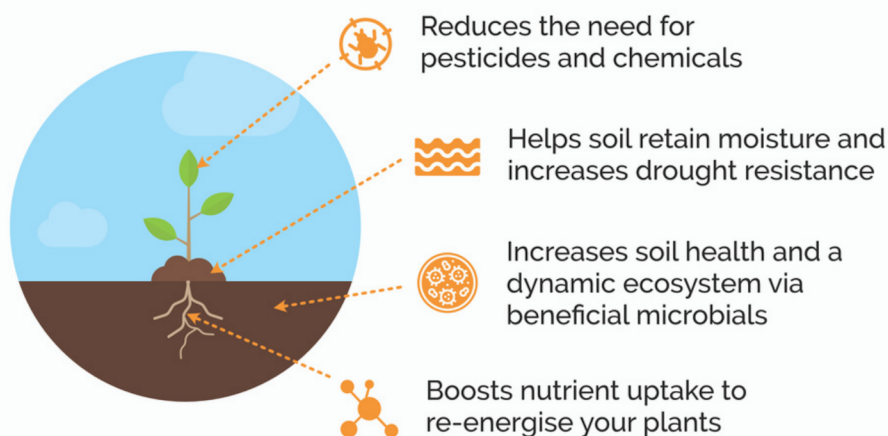 Reduces the need for
pesticides and chemicals
Helps soil retain moisture and
increases drought resistance
Increases soil health and a
dynamic ecosystem via
beneficial microbials
Boosts nutrient uptake to
re-energise your plants